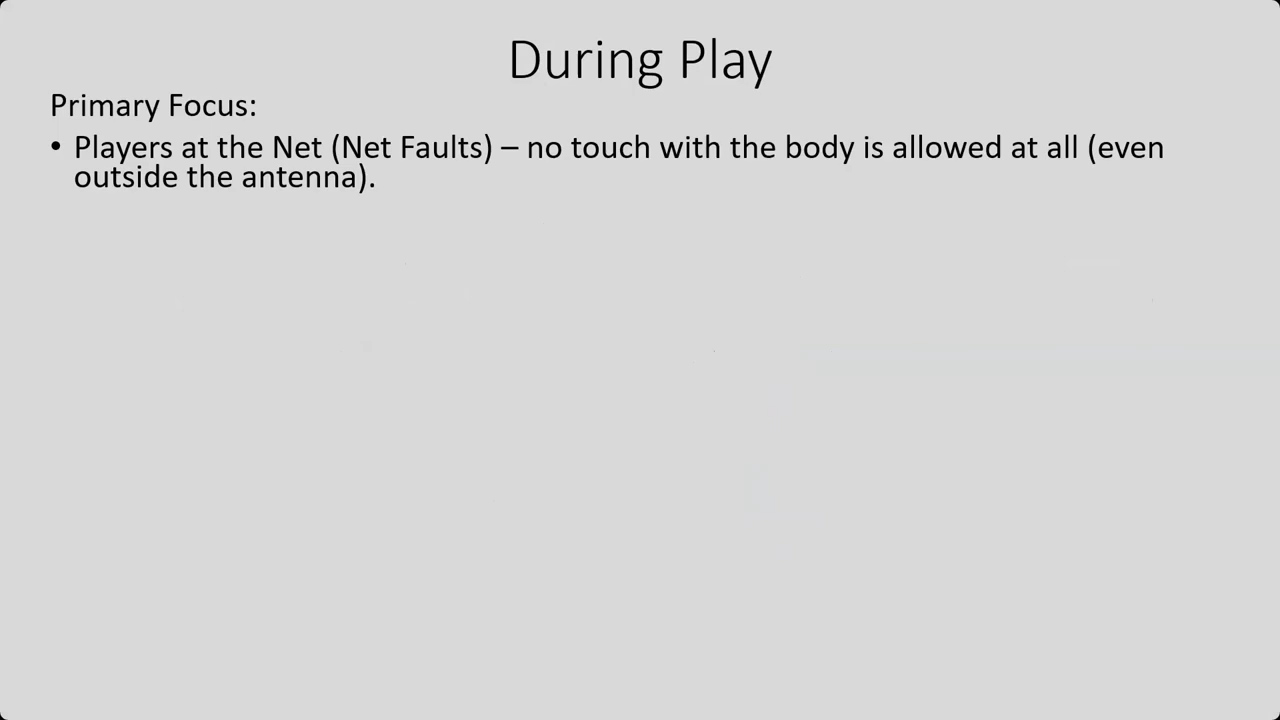 During Play
Primary Focus:
• Players at the Net (Net Faults) – no touch with the body is allowed at all (even
outside the antenna).